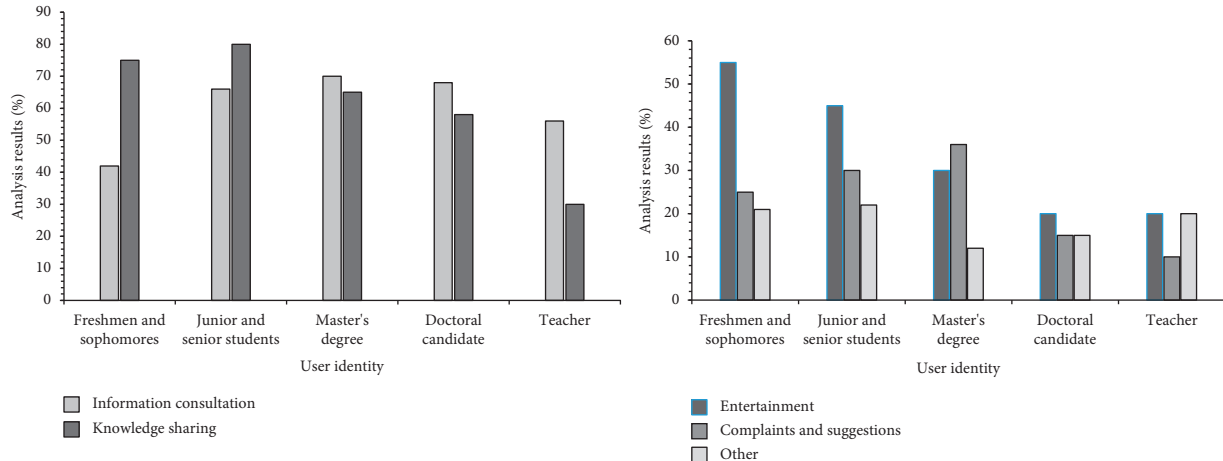 90
80
70
60
50
40
30
20
10
0
Analysis results (%)
Freshmen and
sophomores
Junior and
senior students
Master's
degree
Doctoral
candidate
Teacher
User identity
Information consultation
Knowledge sharing
60
50
40
30
20
10
0
Analysis results (%)
Freshmen and
sophomores
Junior and
senior students
Master's
degree
Doctoral
candidate
Teacher
User identity
Entertainment
Complaints and suggestions
Other